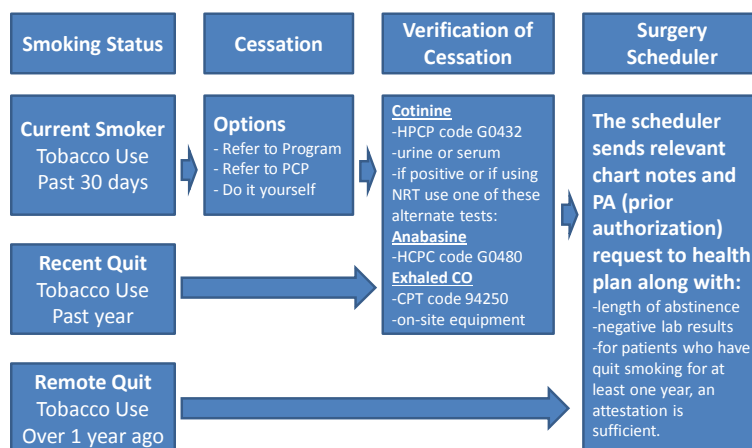 Smoking Status
Cessation
Verification of
Cessation
Surgery
Scheduler
Current Smoker
Tobacco Use
Past 30 days
Options
- Refer to Program
- Refer to PCP
- Do it yourself
Cotinine
-HPCP code G0432
-urine or serum
-if positive or if using
NRT use one of these
alternate tests:
Anabasine
-HCPC code G0480
Exhaled CO
-CPT code 94250
-on-site equipment
The scheduler
sends relevant
chart notes and
PA (prior
authorization)
request to health
plan along with:
-length of abstinence
-negative lab results
-for patients who have
quit smoking for at
least one year, an
attestation is
sufficient.
Recent Quit
Tobacco Use
Past year
Remote Quit
Tobacco Use
Over 1 year ago